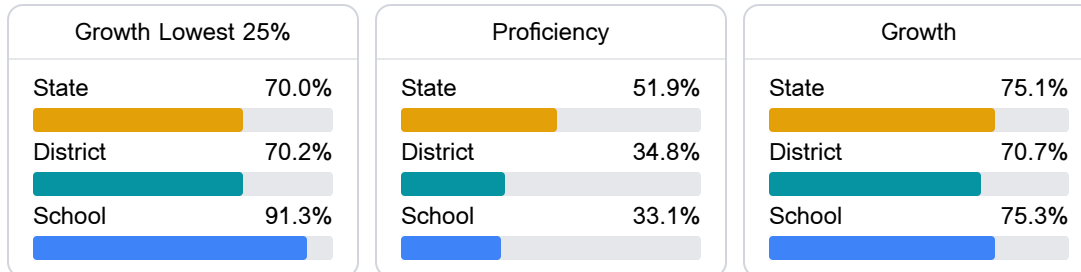 Growth Lowest 25%
State 70.0%
District 70.2%
School 91.3%
Proficiency
State 51.9%
District 34.8%
School 33.1%
Growth
State 75.1%
District 70.7%
School 75.3%